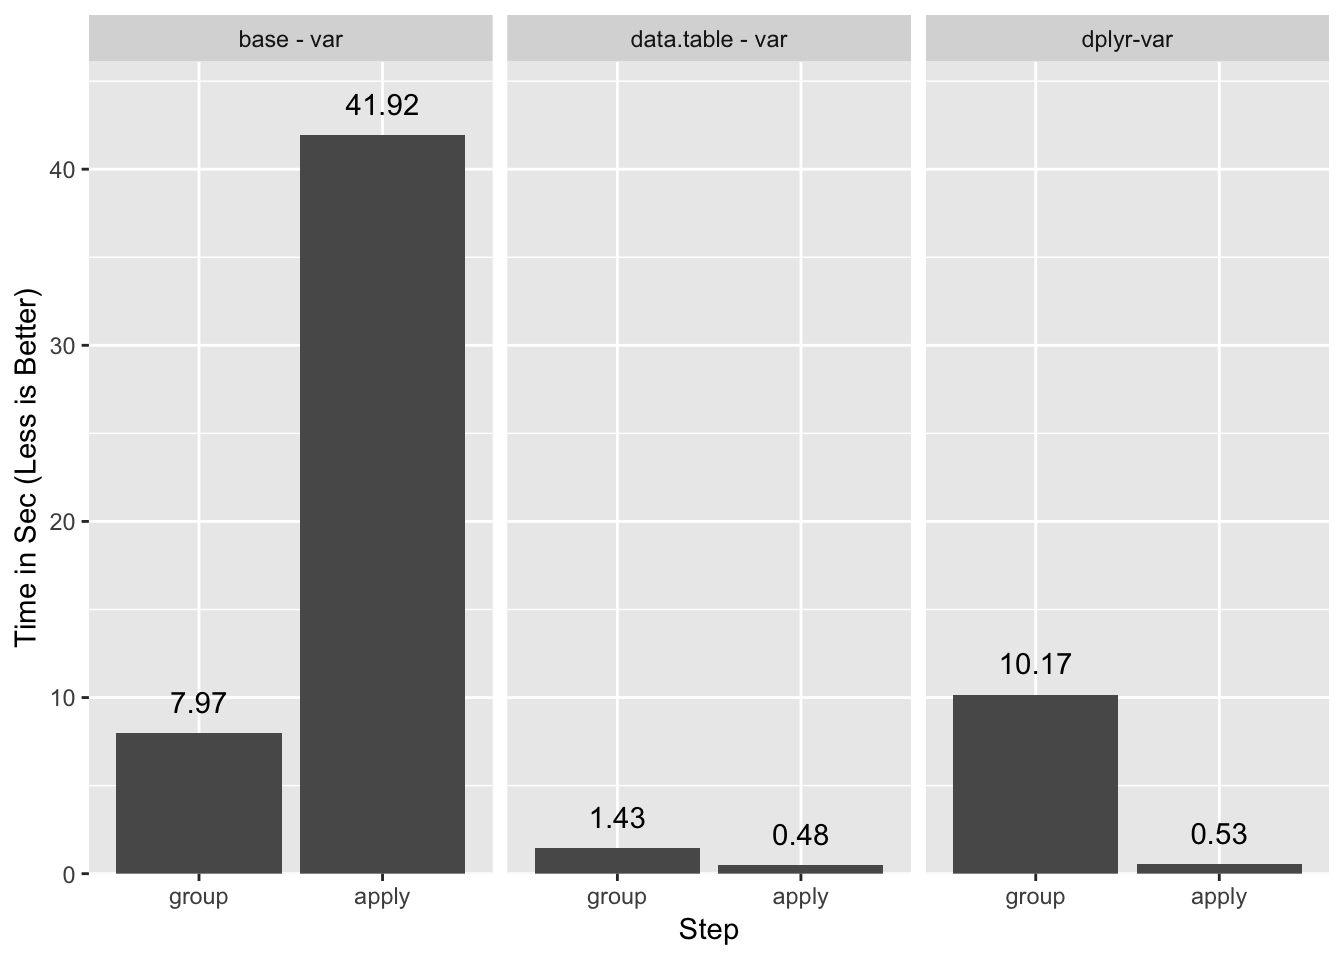 base - var
data.table - var
dplyr-var
Time in Sec (Less is Better)
40
30
20
10
0
7.97
41.92
1.43
0.48
10.17
0.53
group
apply
group
apply
group
apply
Step